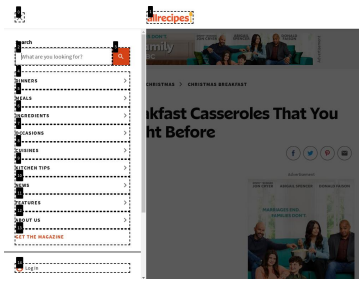 allrecipes
Search
What are you looking for?
DINNERS
MEALS
INGREDIENTS
OCCASIONS
CUISINES
KITCHEN TIPS
NEWS
FEATURES
ABOUT US
GET THE MAGAZINE
Log in
CHRISTMAS > CHRISTMAS BREAKFAST
kfast Casseroles That You
ht Before